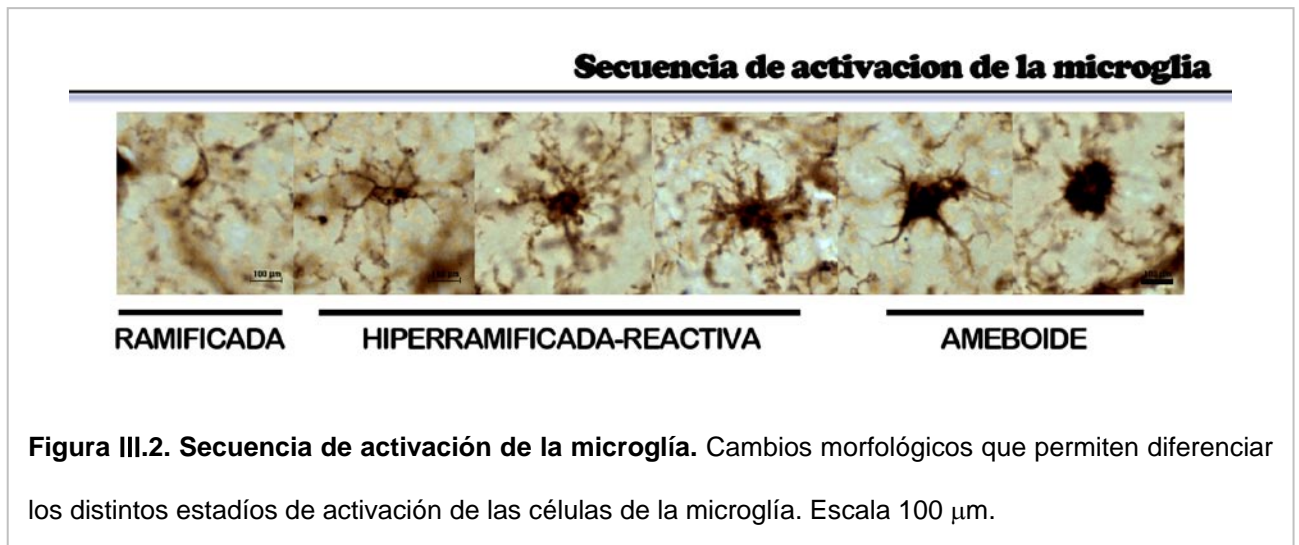 Secuencia de activacion de la microglia
100 µm
RAMIFICADA
HIPERRAMIFICADA-REACTIVA
AMEBOIDE
Figura III.2. Secuencia de activación de la microglía. Cambios morfológicos que permiten diferenciar
los distintos estadíos de activación de las células de la microglía. Escala 100 µm.